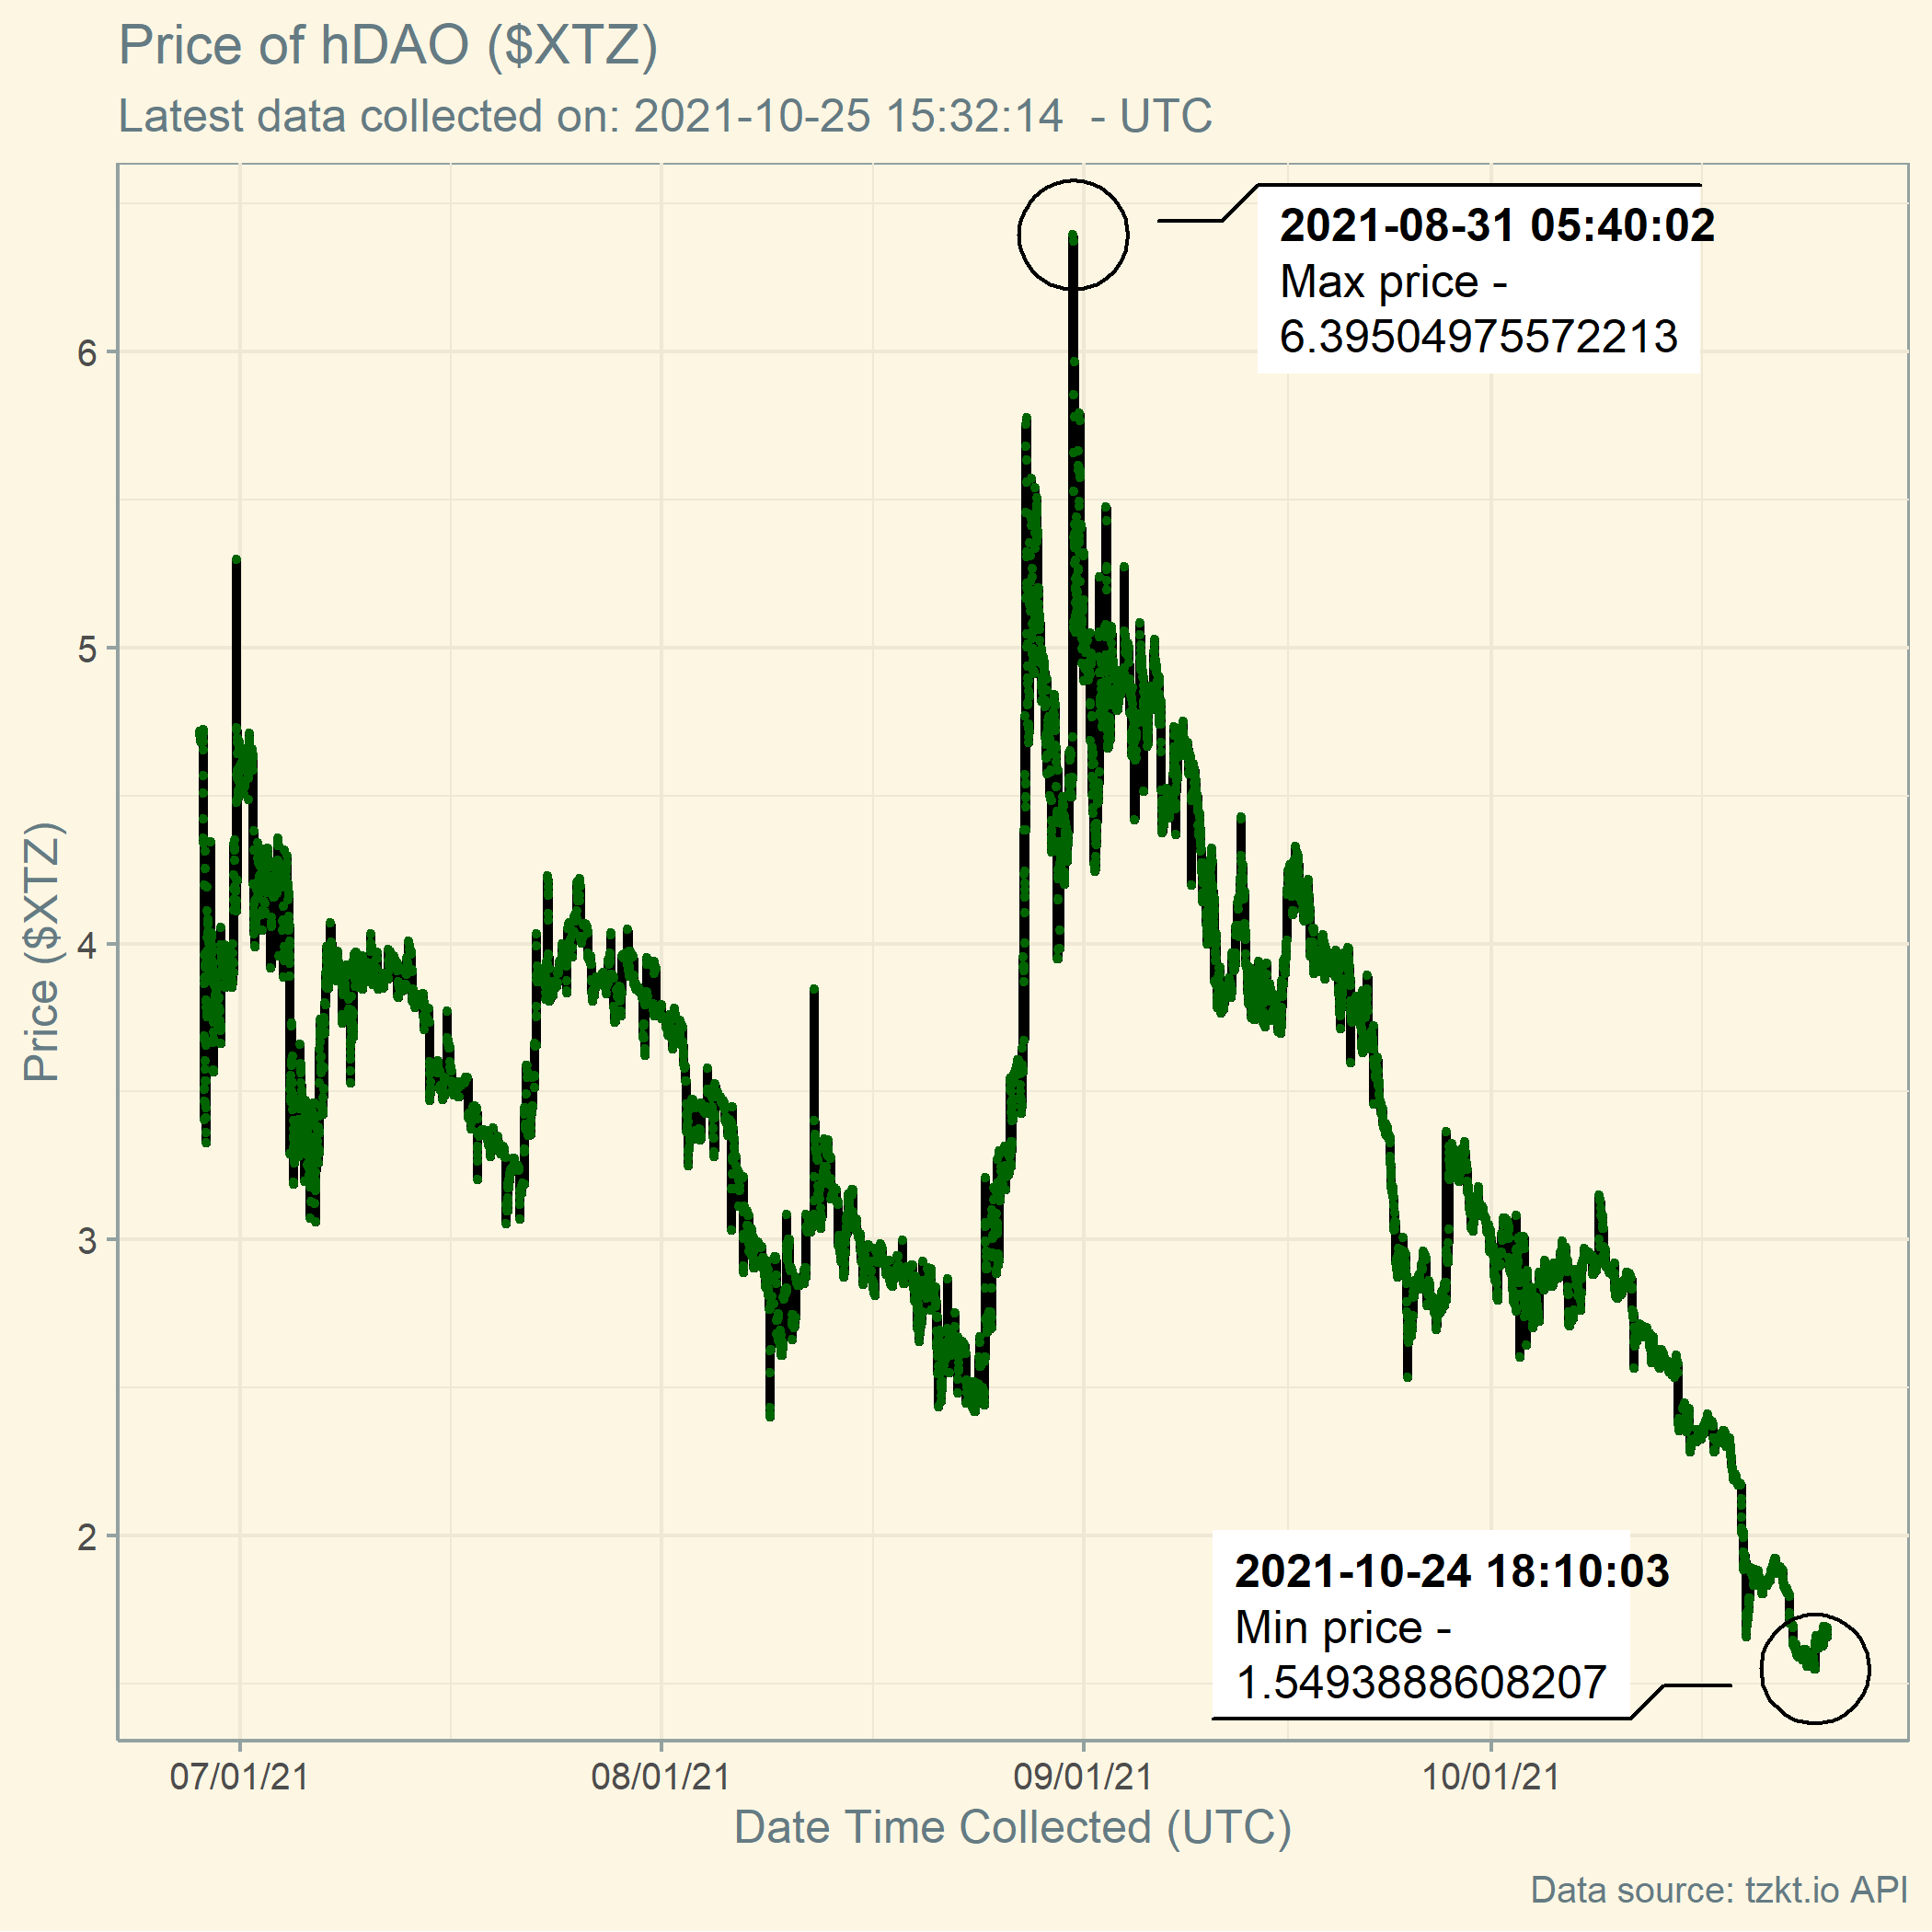 Price of hDAO ($XTZ)
Latest data collected on: 2021-10-25 15:32:14  - UTC
2021-08-31 05:40:02
Max price -
6.39504975572213
6
5
4
3
2
Price ($XTZ)
2021-10-24 18:10:03
Min price -
1.5493888608207
07/01/21
08/01/21
09/01/21
10/01/21
Date Time Collected (UTC)
Data source: tzkt.io API